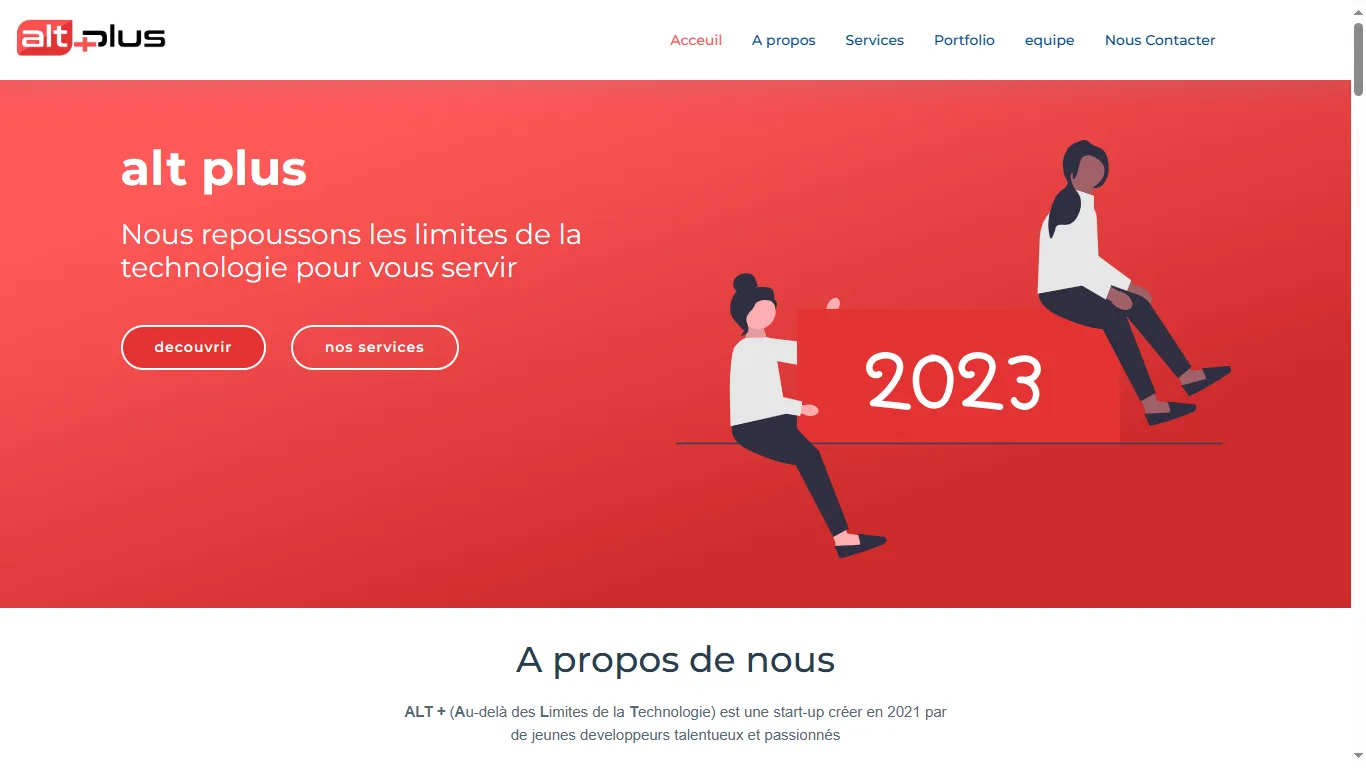 alt plus
Acceuil A propos Services Portfolio equipe Nous Contacter
alt plus
Nous repoussons les limites de la
technologie pour vous servir
decouvrir nos services
2023
A propos de nous
ALT + (Au-delà des Limites de la Technologie) est une start-up créer en 2021 par
de jeunes developpeurs talentueux et passionnés